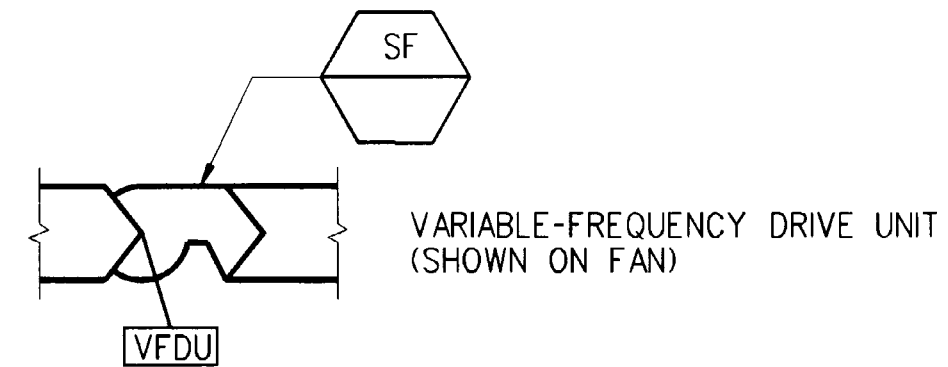 SF
VARIABLE-FREQUENCY DRIVE UNIT
(SHOWN ON FAN)
VFDU